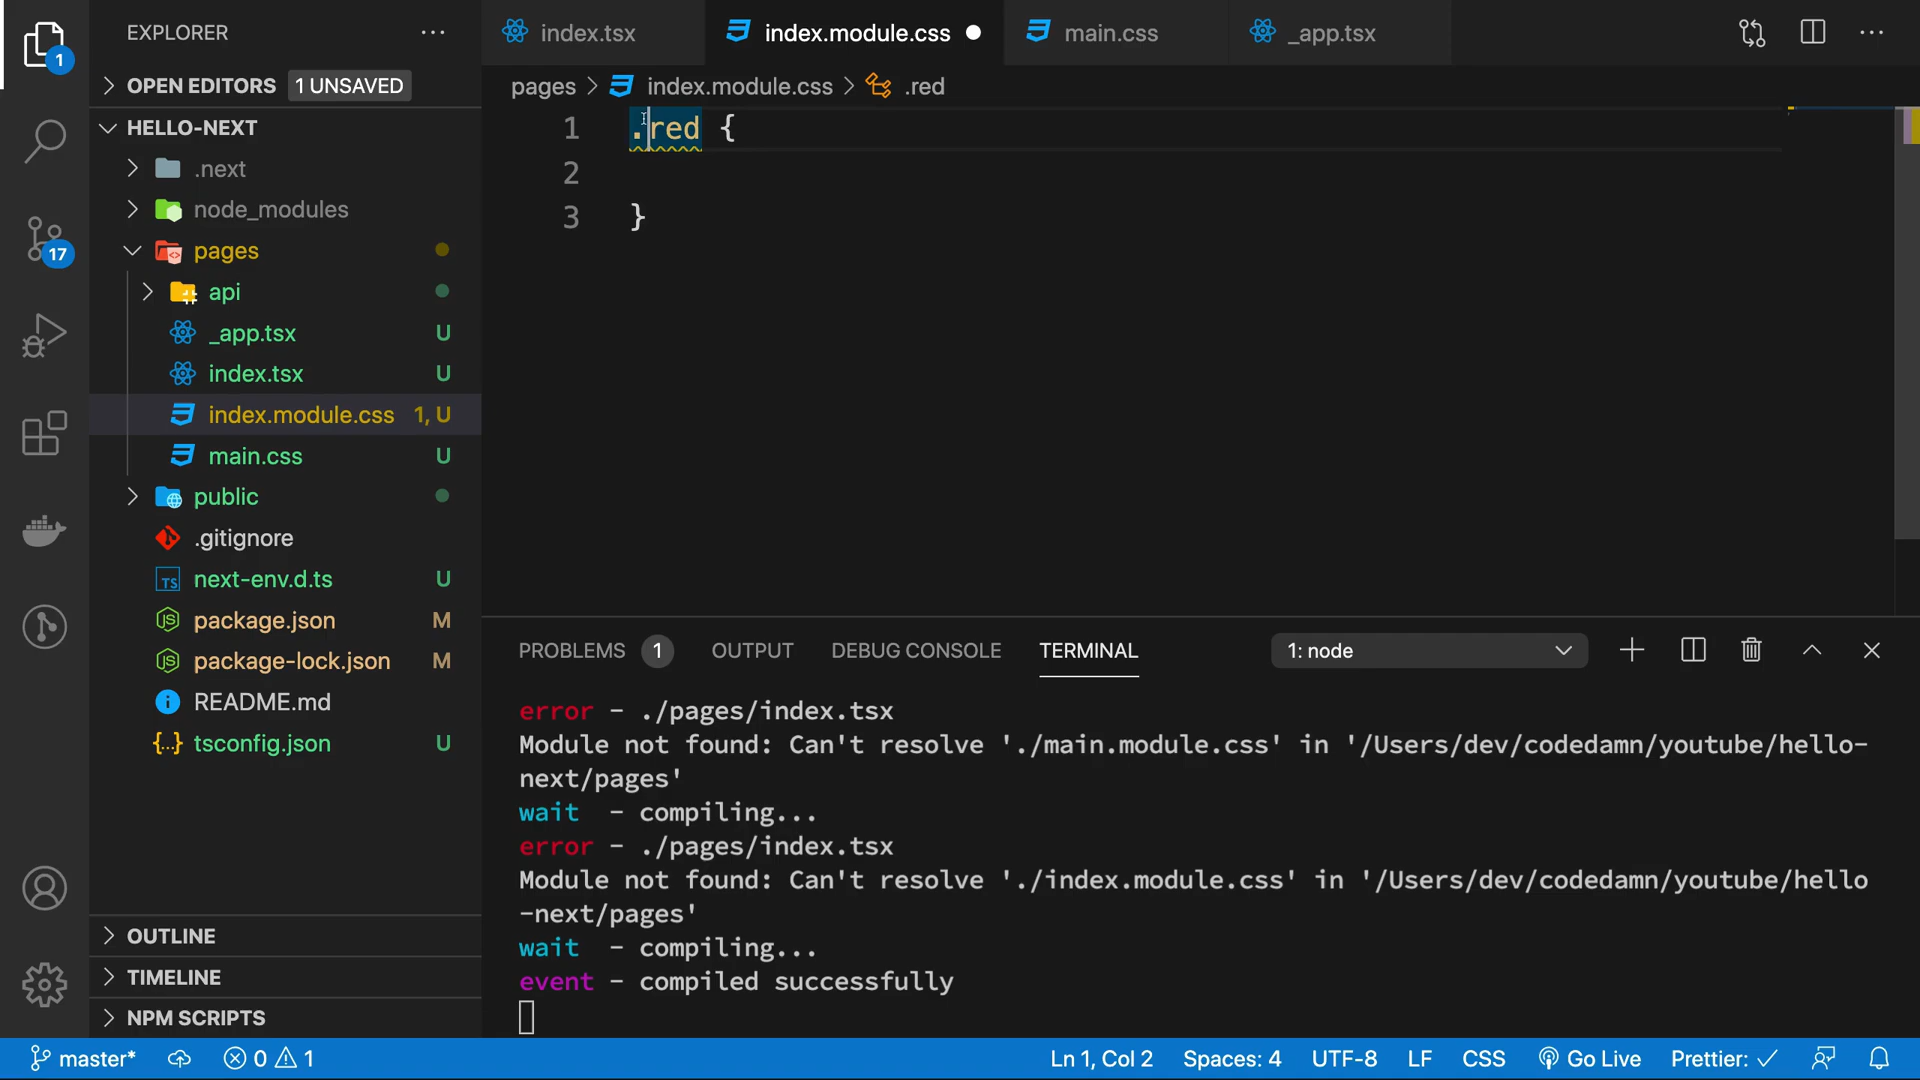 EXPLORER
OPEN EDITORS 1 UNSAVED
HELLO-NEXT
.next
node_modules
pages
api
_app.tsx U
index.tsx U
index.module.css 1, U
main.css U
public
.gitignore
next-env.d.ts U
package.json M
package-lock.json M
README.md
tsconfig.json U
OUTLINE
TIMELINE
NPM SCRIPTS
1
17
index.tsx index.module.css main.css _app.tsx
pages > index.module.css > .red
1 .red {
2
3 }
PROBLEMS 1 OUTPUT DEBUG CONSOLE TERMINAL 1: node
error - ./pages/index.tsx
Module not found: Can't resolve './main.module.css' in '/Users/dev/codedamn/youtube/hello-
next/pages'
wait - compiling...
error - ./pages/index.tsx
Module not found: Can't resolve './index.module.css' in '/Users/dev/codedamn/youtube/hello
-next/pages'
wait - compiling...
event - compiled successfully
master* 0 1 Ln 1, Col 2 Spaces: 4 UTF-8 LF CSS Go Live Prettier: ✓